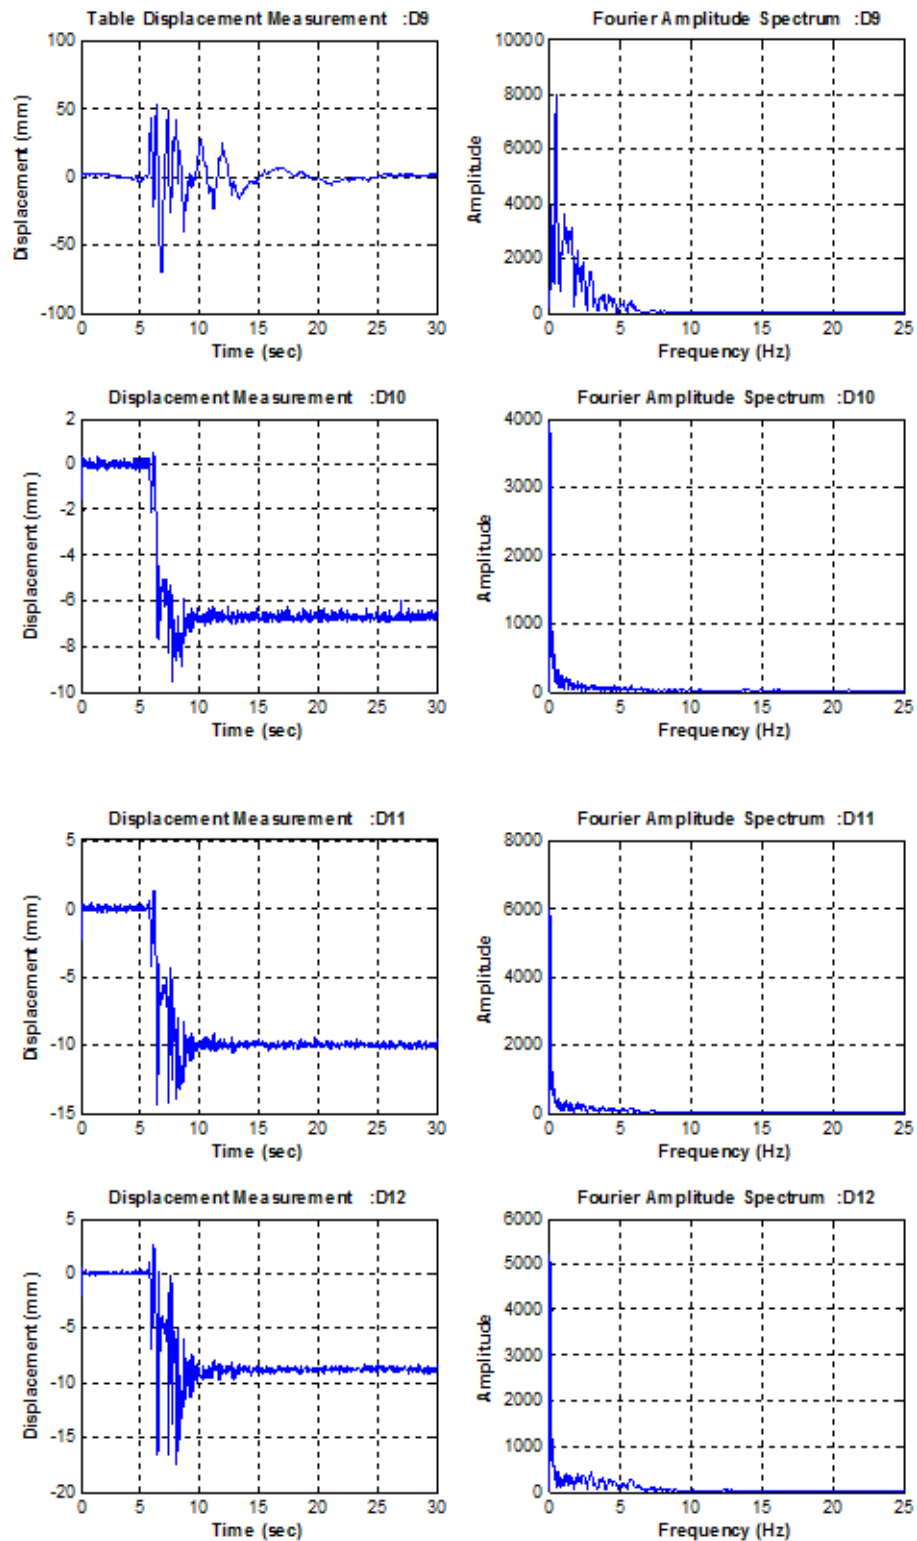 Table Displacement Measurement :D9
100
50
0
-50
-100
Displacement (mm)
0 5 10 15 20 25 30
Time (sec)
Fourier Amplitude Spectrum :D9
10000
8000
6000
4000
2000
0
Amplitude
0 5 10 15 20 25
Frequency (Hz)
Displacement Measurement :D10
2
0
-2
-4
-6
-8
-10
Displacement (mm)
0 5 10 15 20 25 30
Time (sec)
Fourier Amplitude Spectrum :D10
4000
3000
4000
1000
0
Amplitude
0 5 10 15 20 25
Frequency (Hz)
Displacement Measurement :D11
5
0
-5
-10
-15
Displacement (mm)
0 5 10 15 20 25 30
Time (sec)
Fourier Amplitude Spectrum :D11
8000
6000
4000
2000
0
Amplitude
0 5 10 15 20 25
Frequency (Hz)
Displacement Measurement :D12
5
0
-5
-10
-15
-20
Displacement (mm)
0 5 10 15 20 25 30
Time (sec)
Fourier Amplitude Spectrum :D12
6000
5000
4000
3000
2000
1000
0
Amplitude
0 5 10 15 20 25
Frequency (Hz)